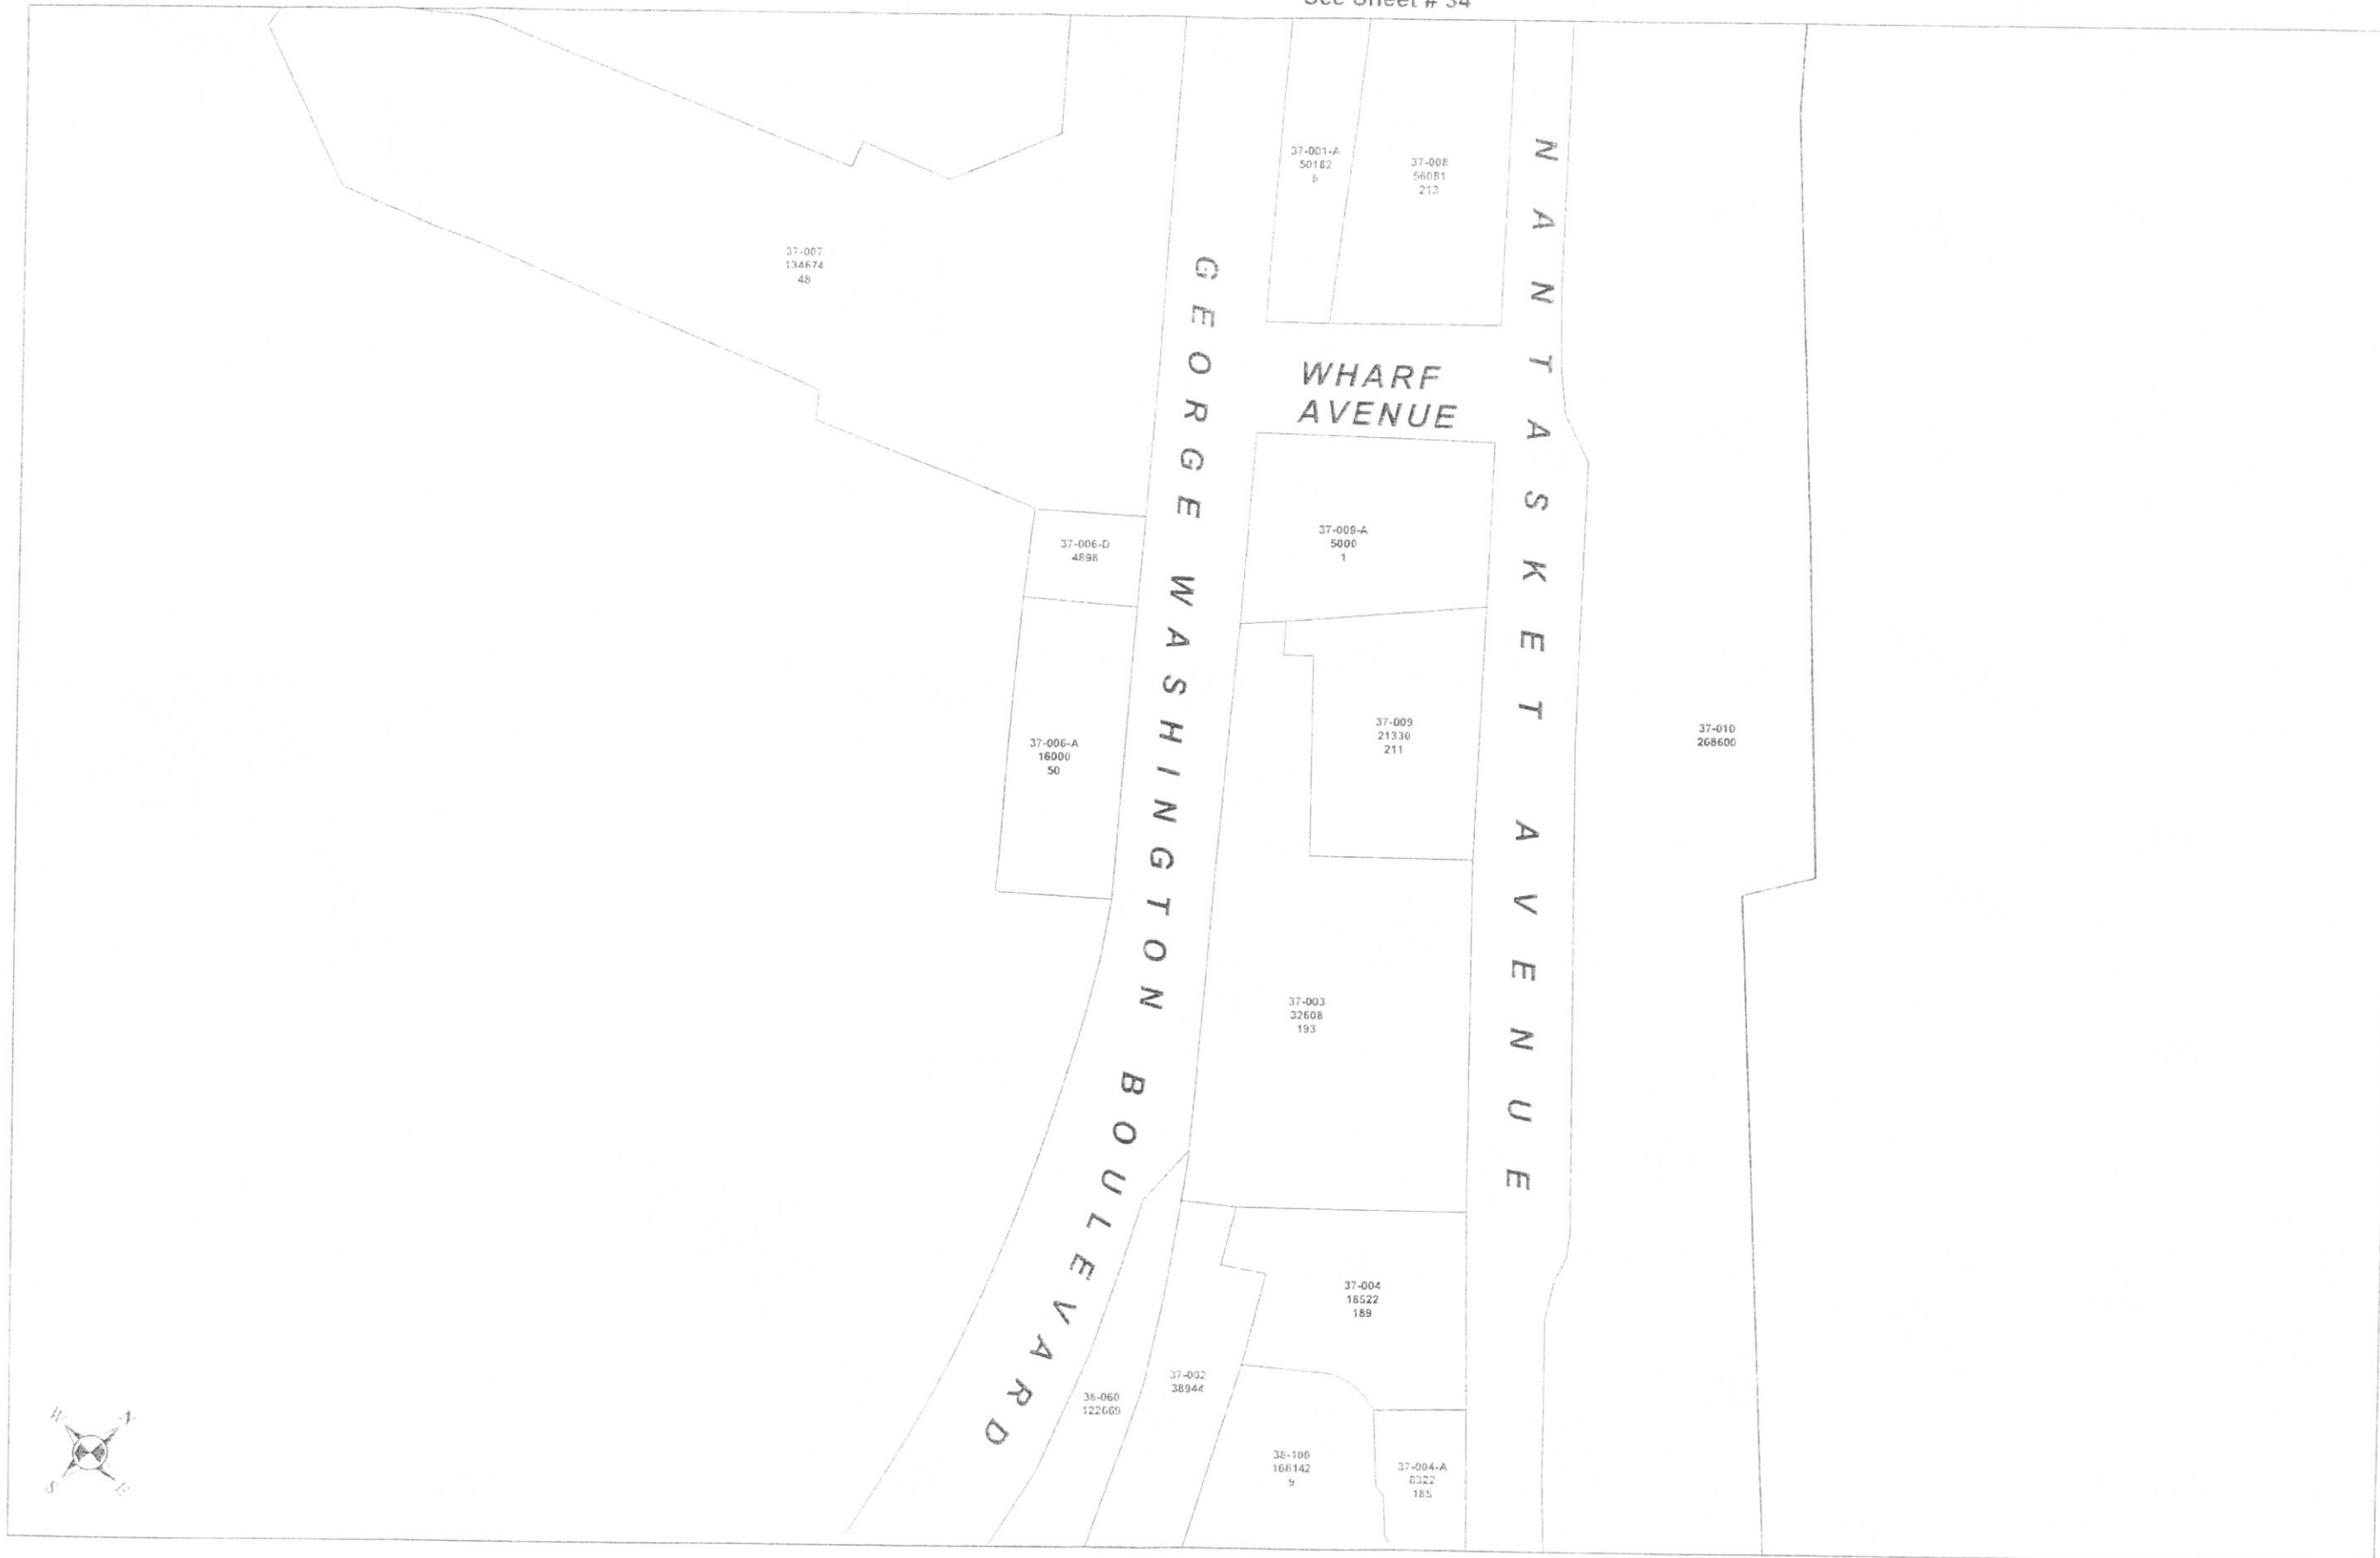 See Sheet # 34
37-001-A
50182
8
37-008
56081
213
37-007
134674
48
GEORGE WASHINGTON BOULEVARD
NANTASKET AVENUE
WHARF
AVENUE
37-009-A
5000
1
37-006-D
4898
37-009
21330
211
37-010
268600
37-006-A
16000
50
37-003
32608
193
37-004
18522
189
37-002
38944
38-060
122669
38-100
168142
9
37-004-A
8322
185
W N
S E